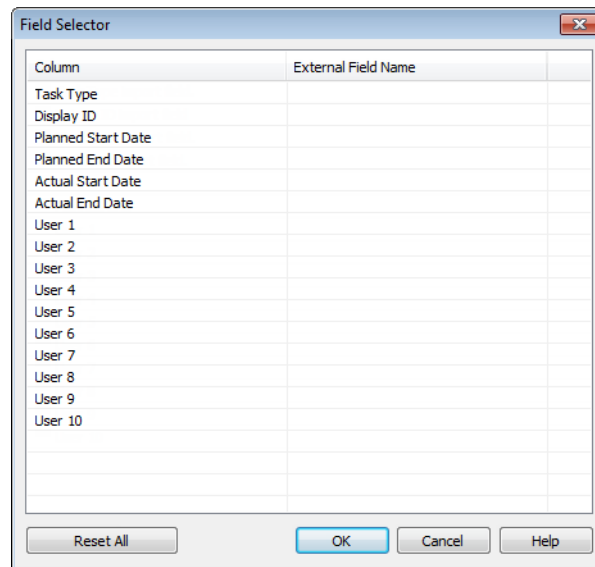 Field Selector
Column External Field Name
Task Type
Display ID
Planned Start Date
Planned End Date
Actual Start Date
Actual End Date
User 1
User 2
User 3
User 4
User 5
User 6
User 7
User 8
User 9
User 10
Reset All OK Cancel Help